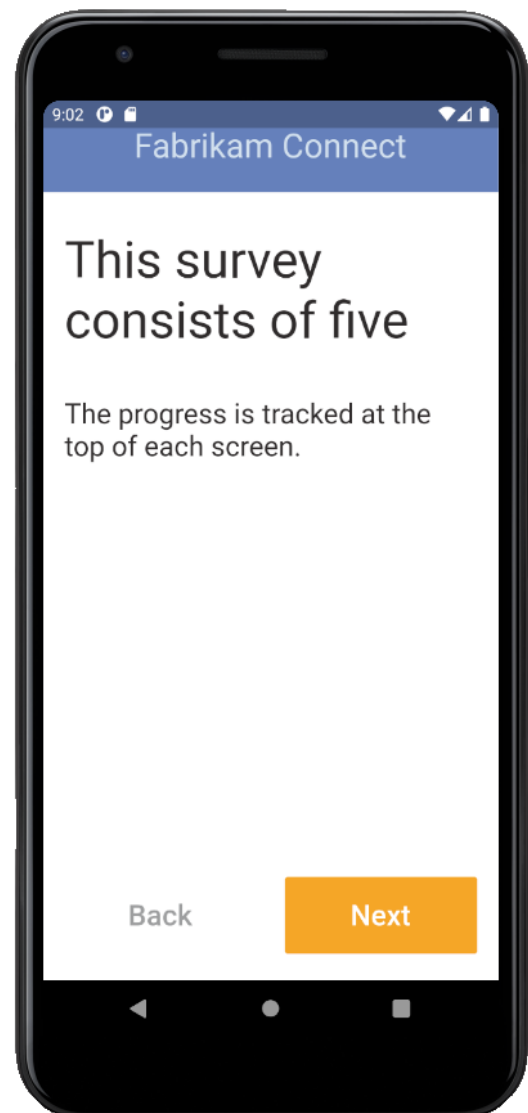 9:02
Fabrikam Connect
This survey
consists of five
The progress is tracked at the
top of each screen.
Back
Next